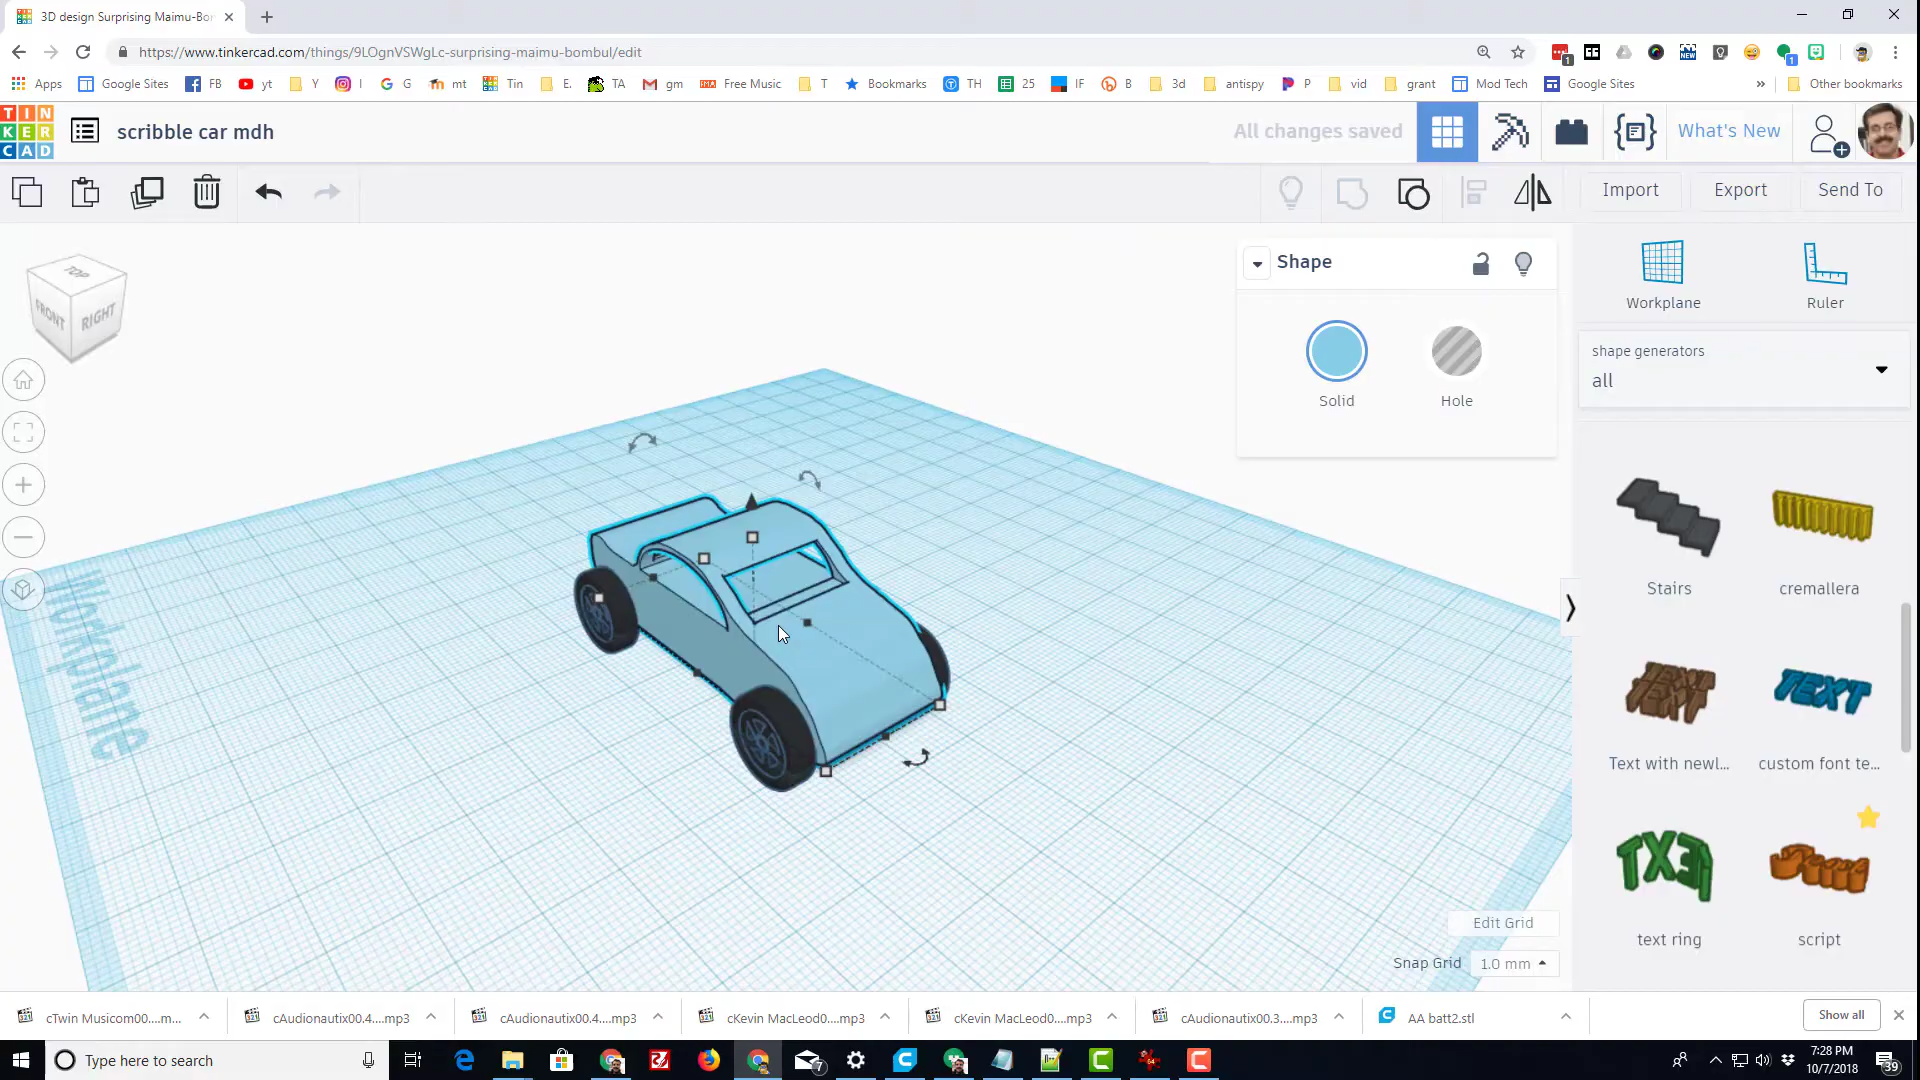 3D design Surprising Maimu-Bo
https://www.tinkercad.com/things/9LOgnVSWgLc-surprising-maimu-bombul/edit
Apps Google Sites FB yt Y I G mt Tin E. TA gm Free Music T Bookmarks TH 25 IF B 3d antispy P vid grant Mod Tech Google Sites » Other bookmarks
TIN
KER
CAD
scribble car mdh
All changes saved
What's New
Import Export Send To
TOP
FRONT RIGHT
Shape
Solid Hole
Workplane Ruler
shape generators
all
Stairs cremallera
TEXT TEXT TEXT
Text with newl... custom font te...
TEXT
text ring script
Workplane
Edit Grid
Snap Grid 1.0 mm
cTwin Musicom00....m... cAudionautix00.4....mp3 cAudionautix00.4....mp3 cKevin MacLeod0....mp3 cKevin MacLeod0....mp3 cAudionautix00.3....mp3 AA batt2.stl Show all
Type here to search
7:28 PM
10/7/2018
39